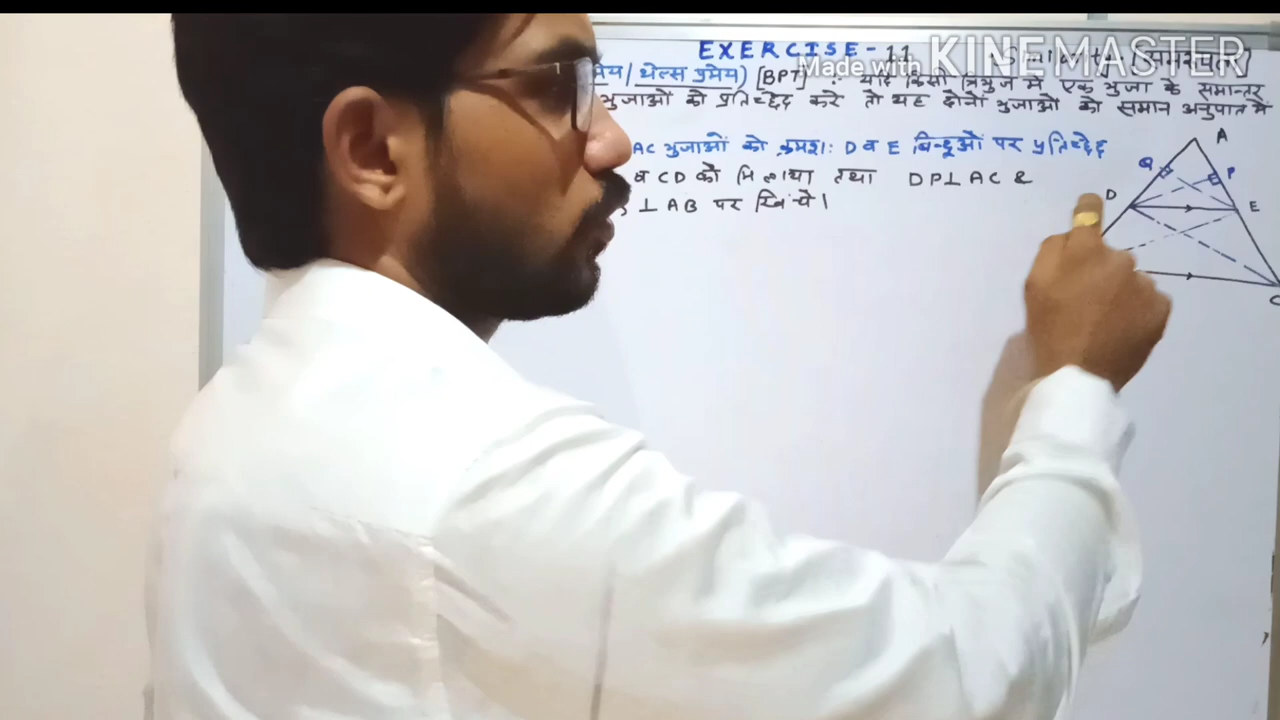 EXERCISE-11
Made with KINEMASTER
थेल्स प्रमेय) [BPT] : यदि किसी त्रिभुज में एक भुजा के समान्तर
भुजाओं को प्रतिच्छेद करे तो यह दोनों भुजाओं को समान अनुपात में
AC भुजाओं को क्रमशः D व E बिन्दूओं पर प्रतिच्छेद
व CD को मिलाया तथा DP⊥AC &
⊥AB पर खिंचे।
A
Q P
D E
C